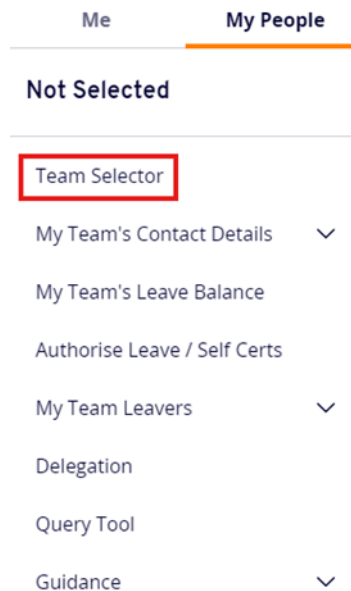 Me My People
Not Selected
Team Selector
My Team's Contact Details
My Team's Leave Balance
Authorise Leave / Self Certs
My Team Leavers
Delegation
Query Tool
Guidance